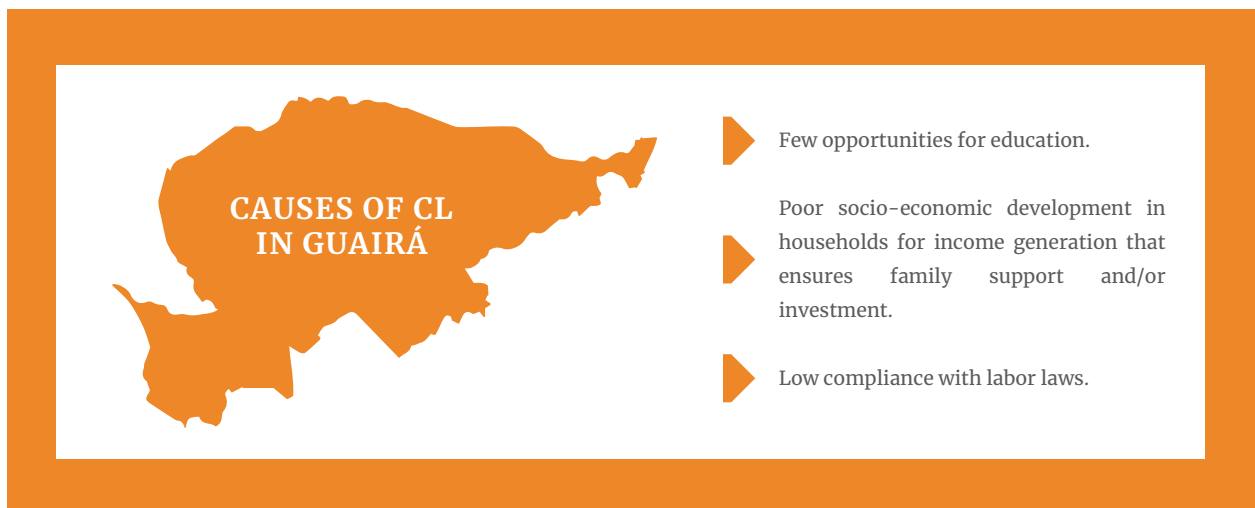 CAUSES OF CL
IN GUAIRÁ
Few opportunities for education.
Poor socio-economic development in
households for income generation that
ensures family support and/or
investment.
Low compliance with labor laws.